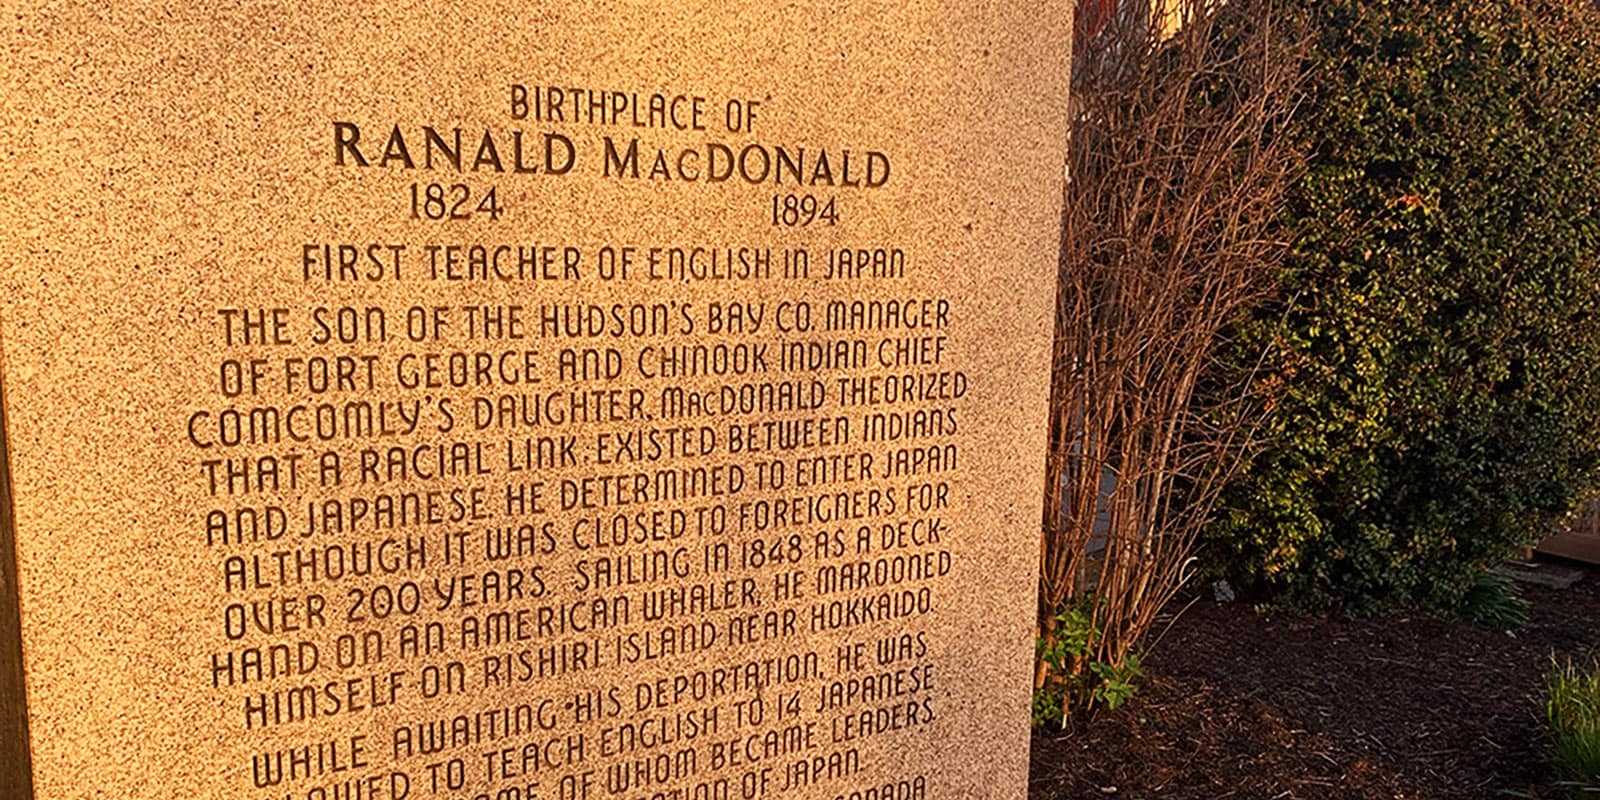 BIRTHPLACE OF
RANALD MACDONALD
1824 1894
FIRST TEACHER OF ENGLISH IN JAPAN
THE SON OF THE HUDSON'S BAY CO. MANAGER
OF FORT GEORGE AND CHINOOK INDIAN CHIEF
COMCOMLY'S DAUGHTER, MACDONALD THEORIZED
THAT A RACIAL LINK EXISTED BETWEEN INDIANS
AND JAPANESE. HE DETERMINED TO ENTER JAPAN
ALTHOUGH IT WAS CLOSED TO FOREIGNERS FOR
OVER 200 YEARS. SAILING IN 1848 AS A DECK-
HAND ON AN AMERICAN WHALER, HE MAROONED
HIMSELF ON RISHIRI ISLAND NEAR HOKKAIDO.
WHILE AWAITING HIS DEPORTATION, HE WAS
TO TEACH ENGLISH TO 14 JAPANESE
OF WHOM BECAME LEADERS
OF JAPAN.